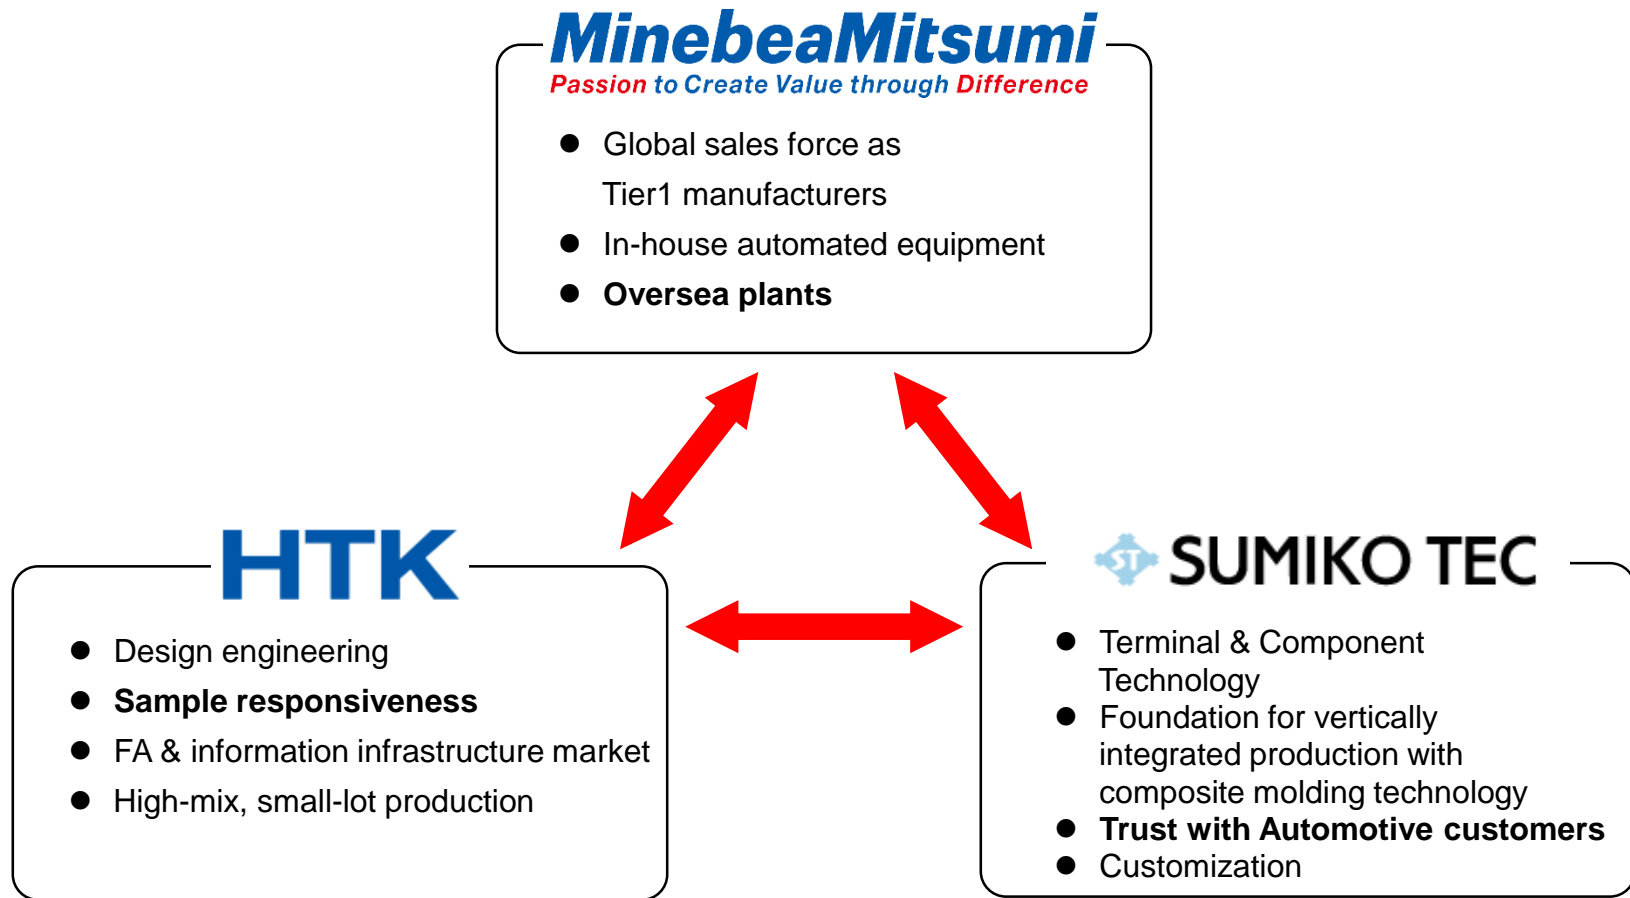 MinebeaMitsumi
Passion to Create Value through Difference
● Global sales force as
Tier1 manufacturers
● In-house automated equipment
● Oversea plants
HTK
● Design engineering
● Sample responsiveness
● FA & information infrastructure market
● High-mix, small-lot production
ST SUMIKO TEC
● Terminal & Component
Technology
● Foundation for vertically
integrated production with
composite molding technology
● Trust with Automotive customers
● Customization